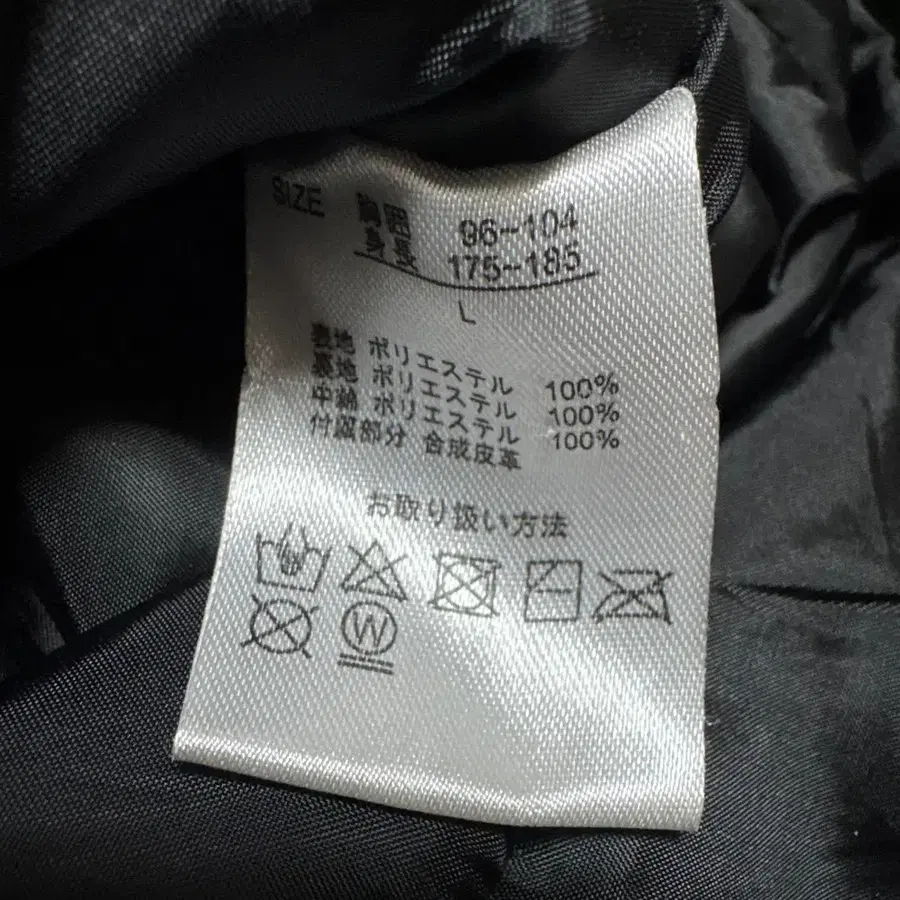 SIZE 胸囲 96-104
身長 175-185
L
表地 ポリエステル 100%
裏地 ポリエステル 100%
中綿 ポリエステル 100%
付属部分 合成皮革
お取り扱い方法
W